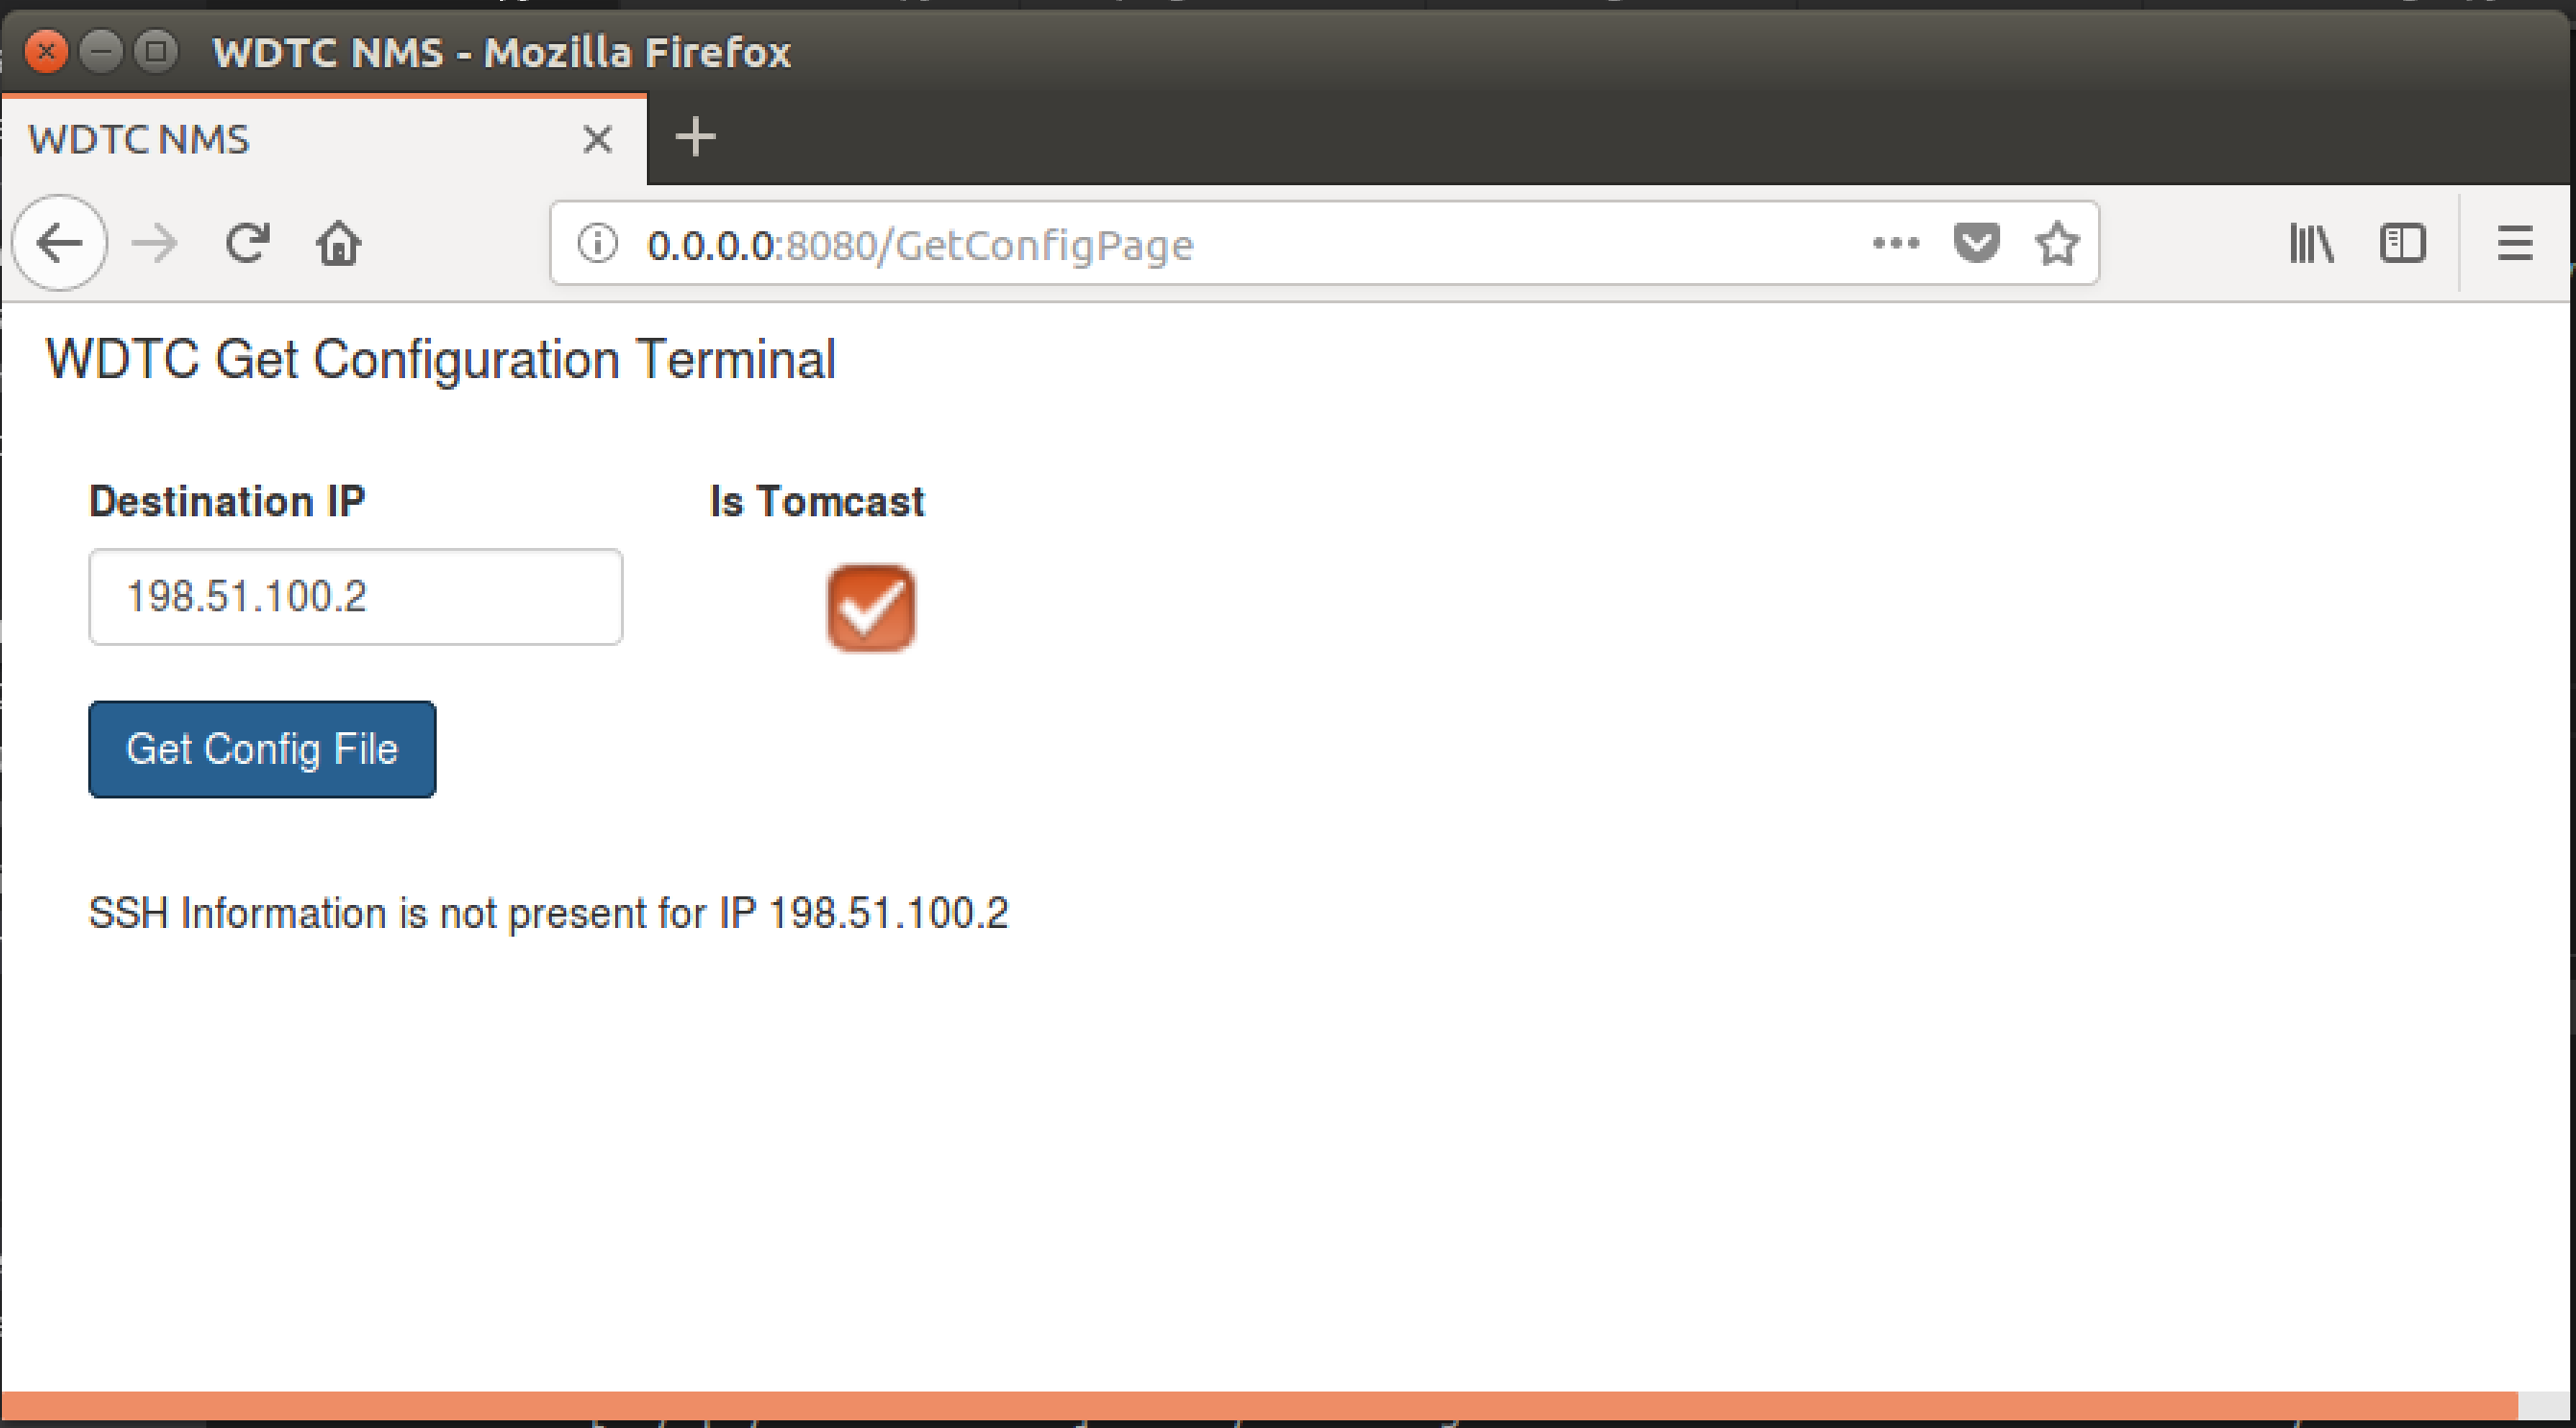 WDTC NMS - Mozilla Firefox
WDTC NMS
0.0.0.0:8080/GetConfigPage
WDTC Get Configuration Terminal
Destination IP Is Tomcast
198.51.100.2
Get Config File
SSH Information is not present for IP 198.51.100.2